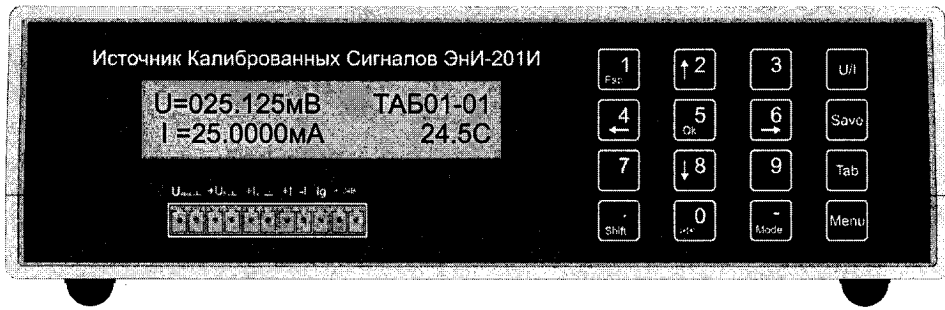 Источник Калиброванных Сигналов ЭнИ-201И
U=025.125мВ ТАБ01-01
I =25.0000мА 24.5С
1 ↑2 3 U/I
4 ← 5 Ok 6 → Save
7 ↓8 9 Tab
. Shift 0 - Mode Menu